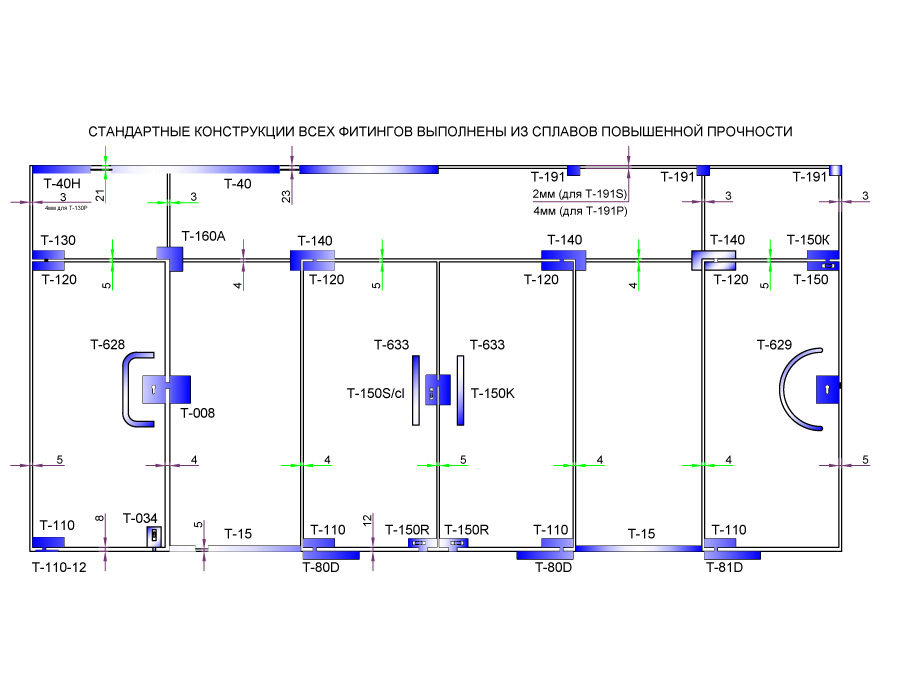 СТАНДАРТНЫЕ КОНСТРУКЦИИ ВСЕХ ФИТИНГОВ ВЫПОЛНЕНЫ ИЗ СПЛАВОВ ПОВЫШЕННОЙ ПРОЧНОСТИ
T-40H 21 T-40 23 T-191 T-191 T-191
3 3 2мм (для T-191S) 3 3
4мм для T-130P 4мм (для T-191P)
T-130 T-160A T-140 T-140 T-140 T-150K
T-120 5 4 T-120 5 T-120 4 T-120 5 T-150
T-628 T-633 T-633 T-629
T-150S/cl T-150K
T-008
5 4 4 5 4 4 5
8 T-034 5 12
T-110 T-15 T-110 T-150R T-150R T-110 T-15 T-110
T-110-12 T-80D T-80D T-81D